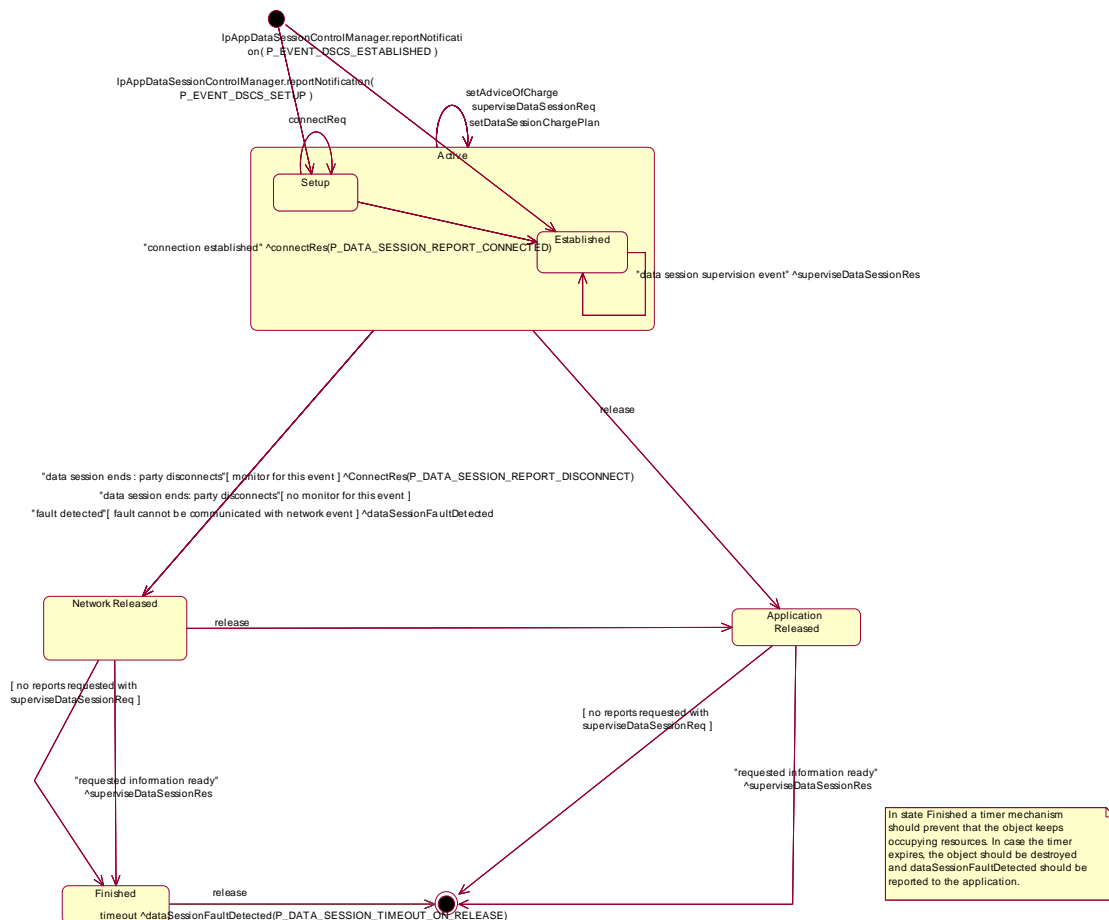 IpAppDataSessionControlManager.reportNotificati
on( P_EVENT_DSCS_ESTABLISHED )
IpAppDataSessionControlManager.reportNotification(
P_EVENT_DSCS_SETUP )
setAdviceOfCharge
superviseDataSessionReq
setDataSessionChargePlan
connectReq
Active
Setup
Established
"connection established" ^connectRes(P_DATA_SESSION_REPORT_CONNECTED)
"data session supervision event" ^superviseDataSessionRes
release
"data session ends : party disconnects"[ monitor for this event ] ^ConnectRes(P_DATA_SESSION_REPORT_DISCONNECT)
"data session ends: party disconnects"[ no monitor for this event ]
"fault detected"[ fault cannot be communicated with network event ] ^dataSessionFaultDetected
Network Released
Application
Released
release
[ no reports requested with
superviseDataSessionReq ]
[ no reports requested with
superviseDataSessionReq ]
"requested information ready"
^superviseDataSessionRes
"requested information ready"
^superviseDataSessionRes
In state Finished a timer mechanism
should prevent that the object keeps
occupying resources. In case the timer
expires, the object should be destroyed
and dataSessionFaultDetected should be
reported to the application.
Finished
release
timeout ^dataSessionFaultDetected(P_DATA_SESSION_TIMEOUT_ON_RELEASE)